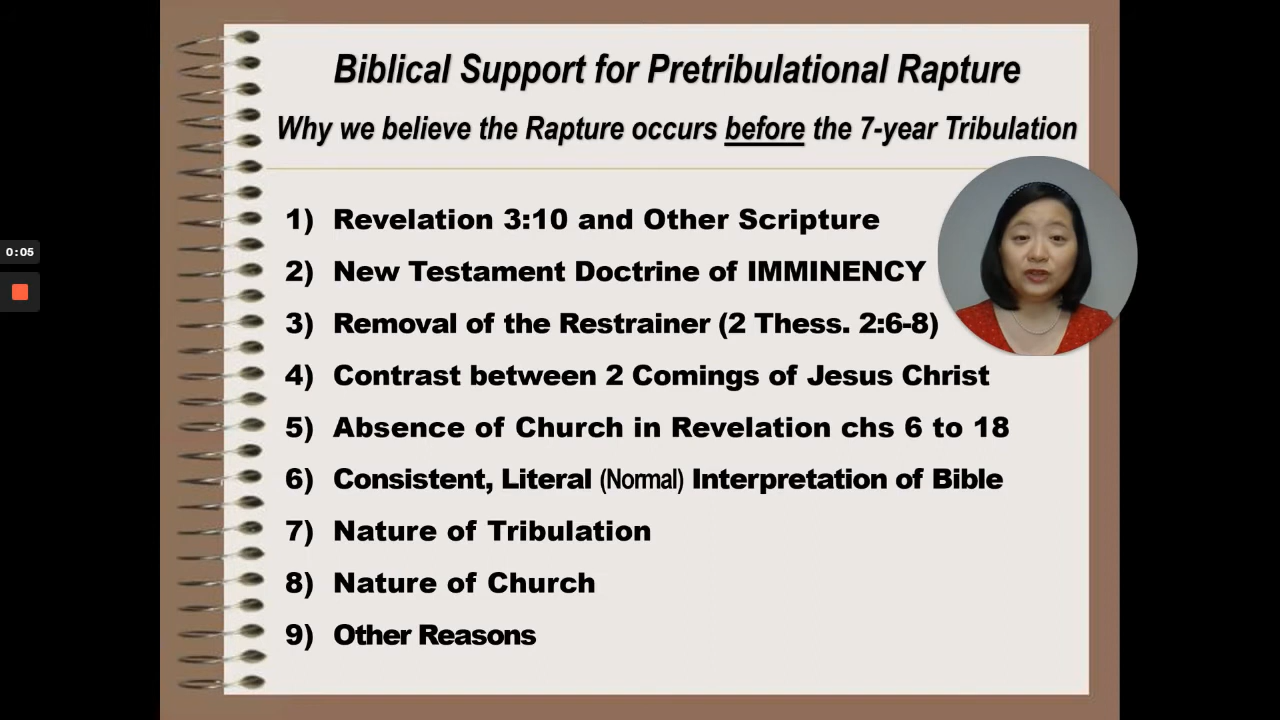 Biblical Support for Pretribulational Rapture
Why we believe the Rapture occurs before the 7-year Tribulation
1) Revelation 3:10 and Other Scripture
2) New Testament Doctrine of IMMINENCY
3) Removal of the Restrainer (2 Thess. 2:6-8)
4) Contrast between 2 Comings of Jesus Christ
5) Absence of Church in Revelation chs 6 to 18
6) Consistent, Literal (Normal) Interpretation of Bible
7) Nature of Tribulation
8) Nature of Church
9) Other Reasons
0:05